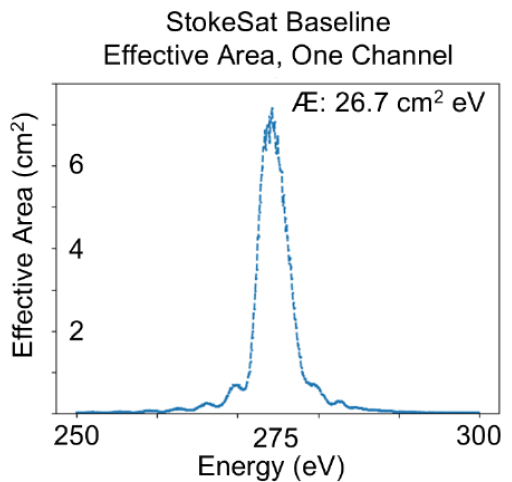 StokeSat Baseline
Effective Area, One Channel
Æ: 26.7 cm² eV
Effective Area (cm²)
6
4
2
250 275 300
Energy (eV)